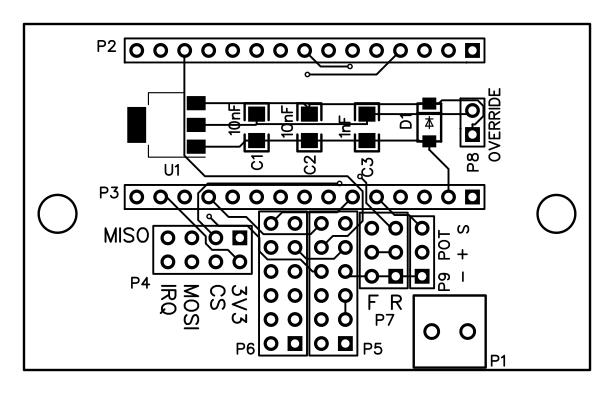 P2
10nF
10nF
1nF
D1
OVERRIDE
P8
U1
C1
C2
C3
P3
MISO
P4
IRQ
MOSI
CS
3V3
POT
S
+
-
P9
F R
P7
P6
P5
P1